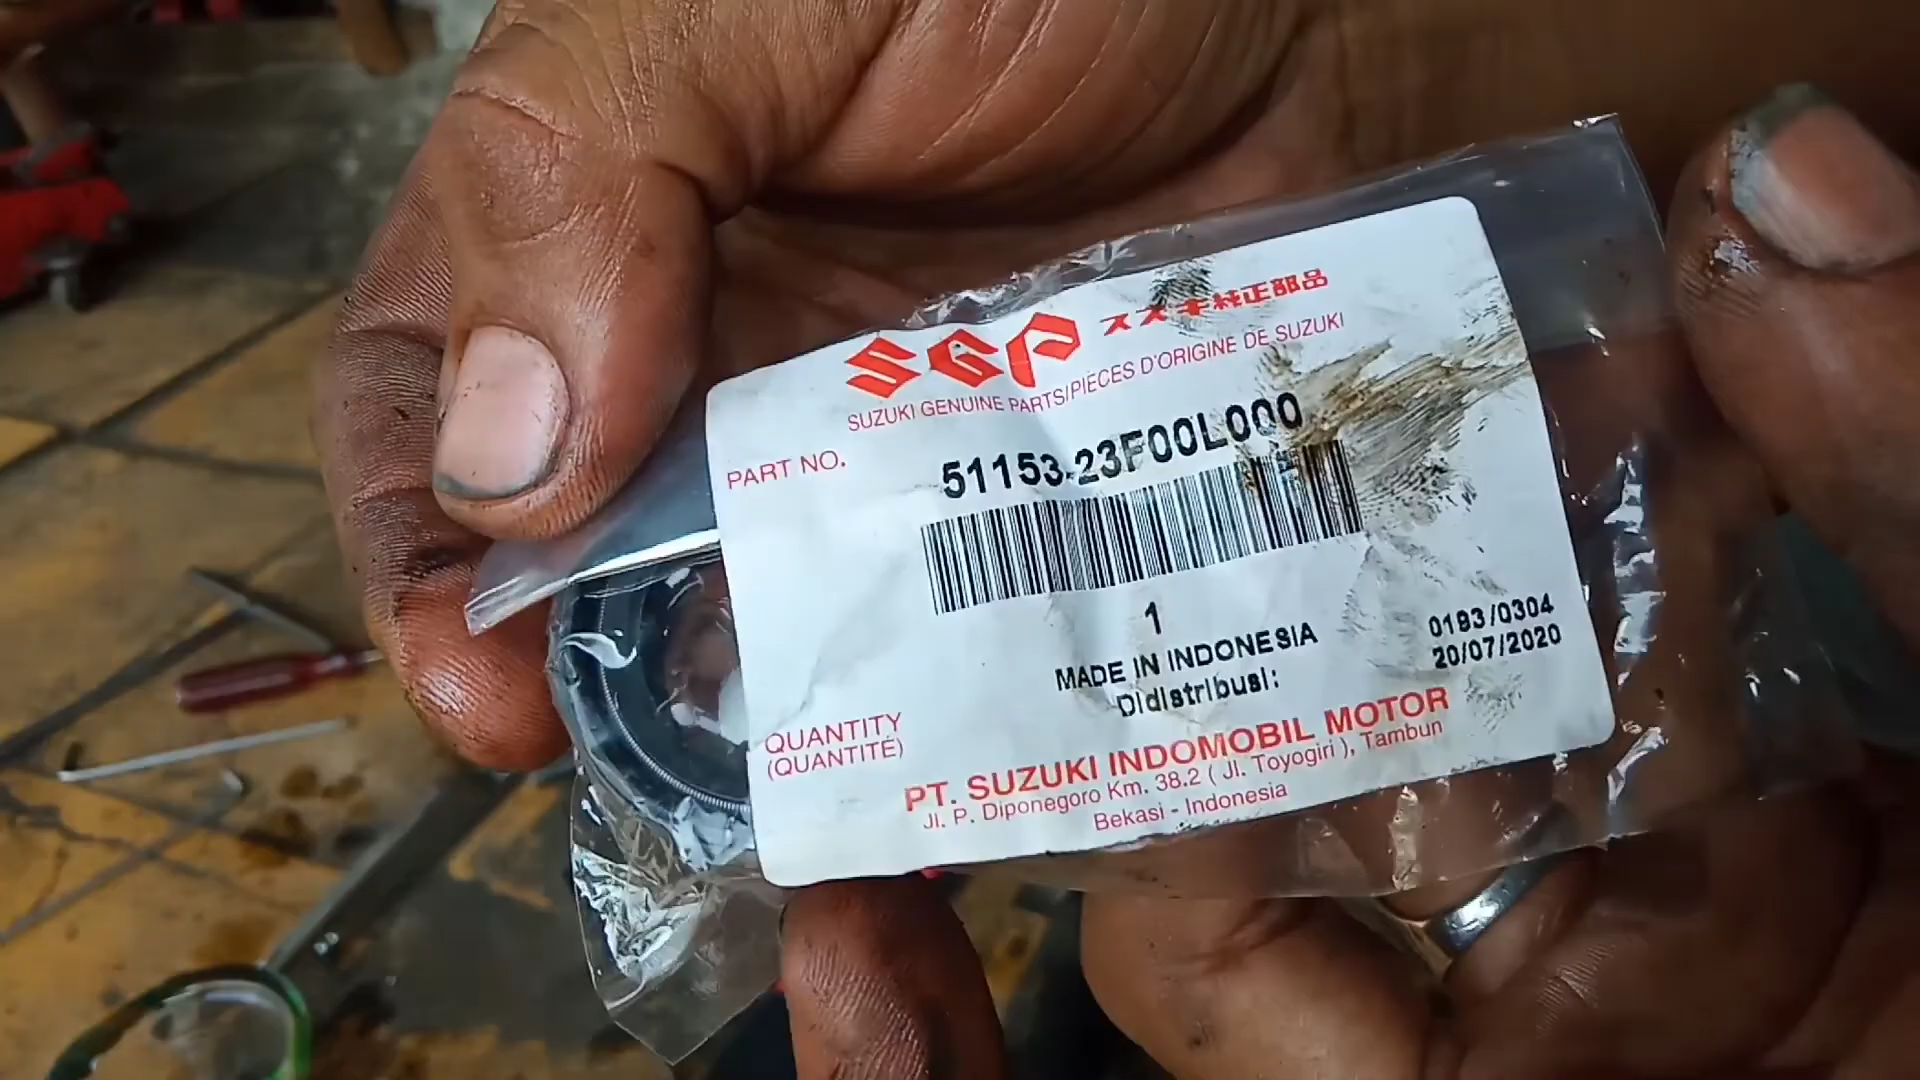 SGP スズキ純正部品
SUZUKI GENUINE PARTS/PIÈCES D'ORIGINE DE SUZUKI
PART NO. 51153-23F00L000
1
MADE IN INDONESIA
Didistribusi:
0193/0304
20/07/2020
QUANTITY
(QUANTITÉ)
PT. SUZUKI INDOMOBIL MOTOR
Jl. P. Diponegoro Km. 38.2 ( Jl. Toyogiri ), Tambun
Bekasi - Indonesia